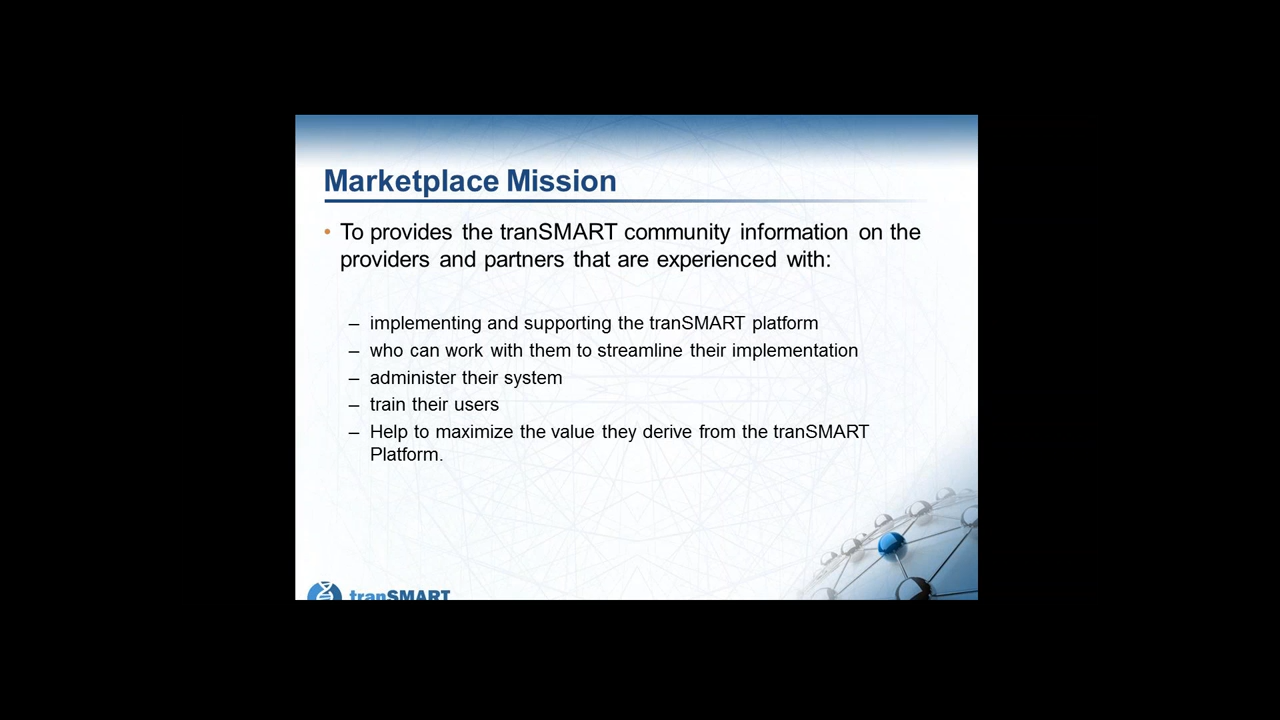 Marketplace Mission
• To provides the tranSMART community information on the
providers and partners that are experienced with:
– implementing and supporting the tranSMART platform
– who can work with them to streamline their implementation
– administer their system
– train their users
– Help to maximize the value they derive from the tranSMART
Platform.
tranSMART